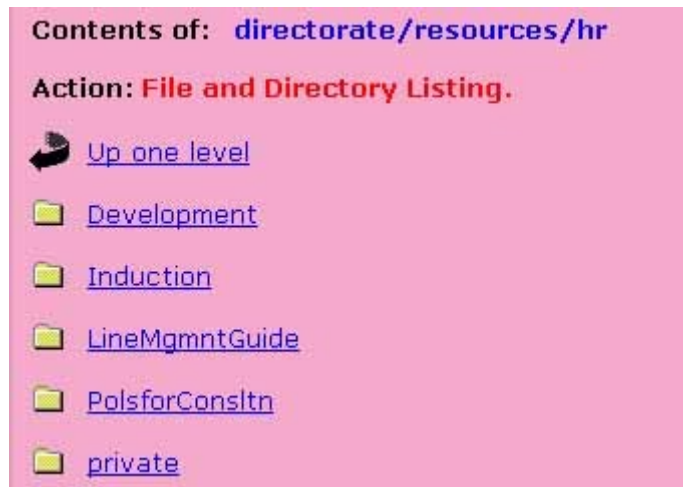 Contents of: directorate/resources/hr
Action: File and Directory Listing.
Up one level
Development
Induction
LineMgmntGuide
PolsforConsltn
private